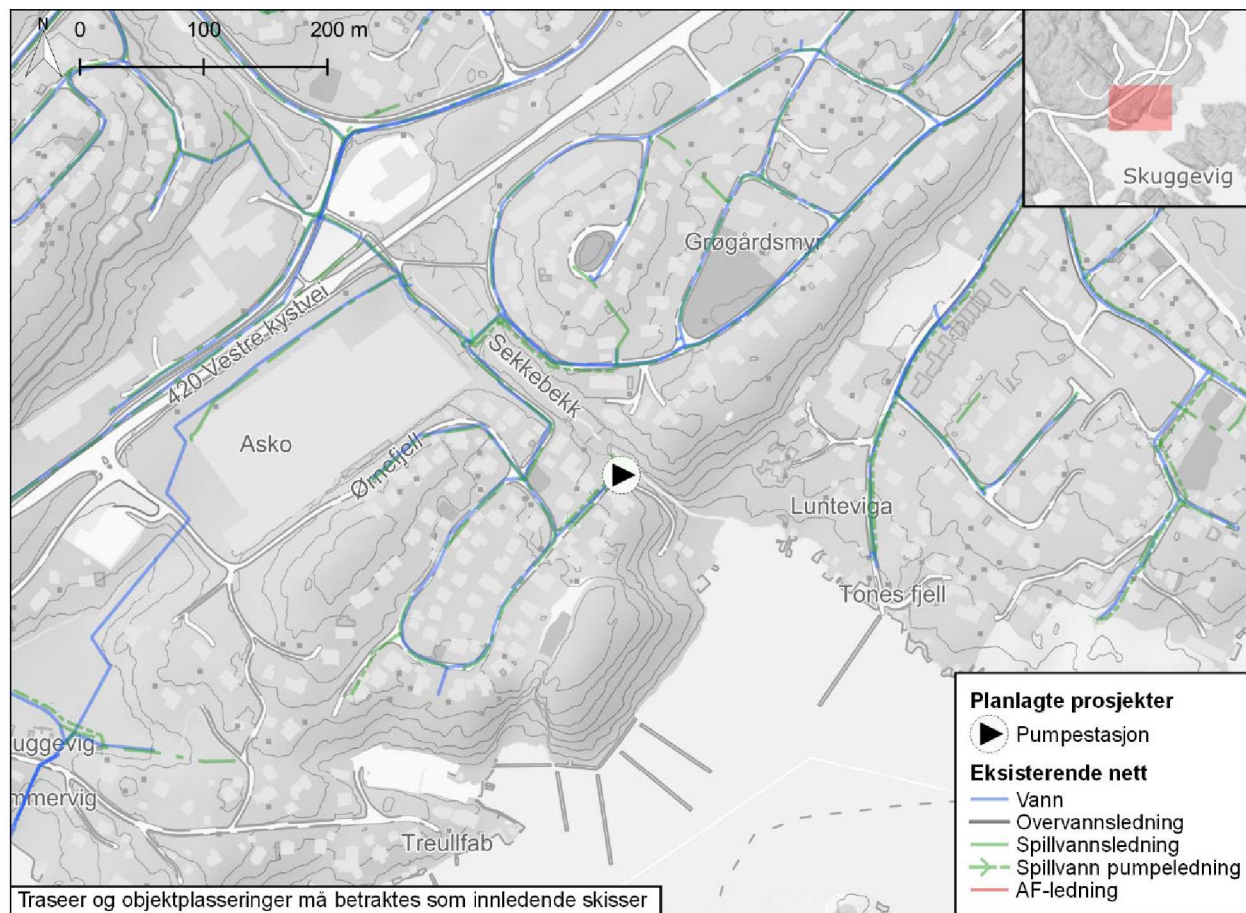 N
0 100 200 m
Skuggevig
Grøgårdsmyr
420 Vestre kystvei
Sekkebekk
Asko
Ørnefjell
Lunteviga
Tones fjell
uggevig
mmervig
Treullfab
Planlagte prosjekter
Pumpestasjon
Eksisterende nett
Vann
Overvannsledning
Spillvannsledning
Spillvann pumpeledning
AF-ledning
Traseer og objektplasseringer må betraktes som innledende skisser